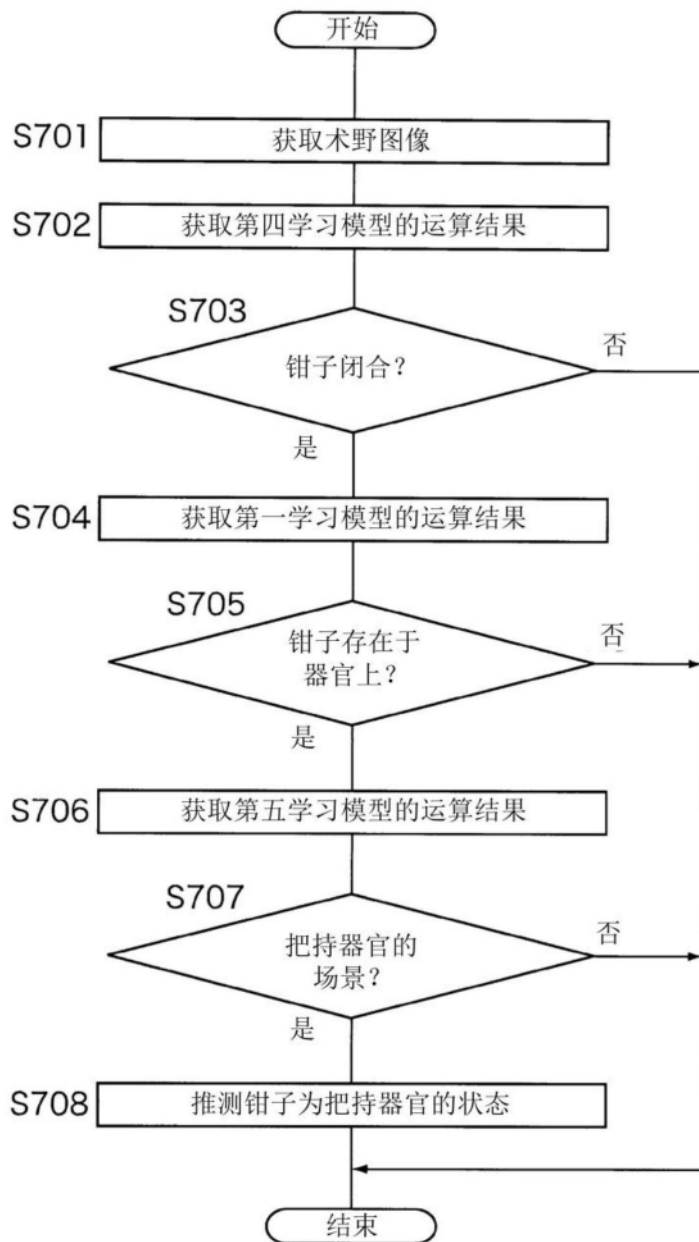 开始
S701
获取术野图像
S702
获取第四学习模型的运算结果
S703
钳子闭合？
否
是
S704
获取第一学习模型的运算结果
S705
钳子存在于
器官上？
否
是
S706
获取第五学习模型的运算结果
S707
把持器官的
场景？
否
是
S708
推测钳子为把持器官的状态
结束